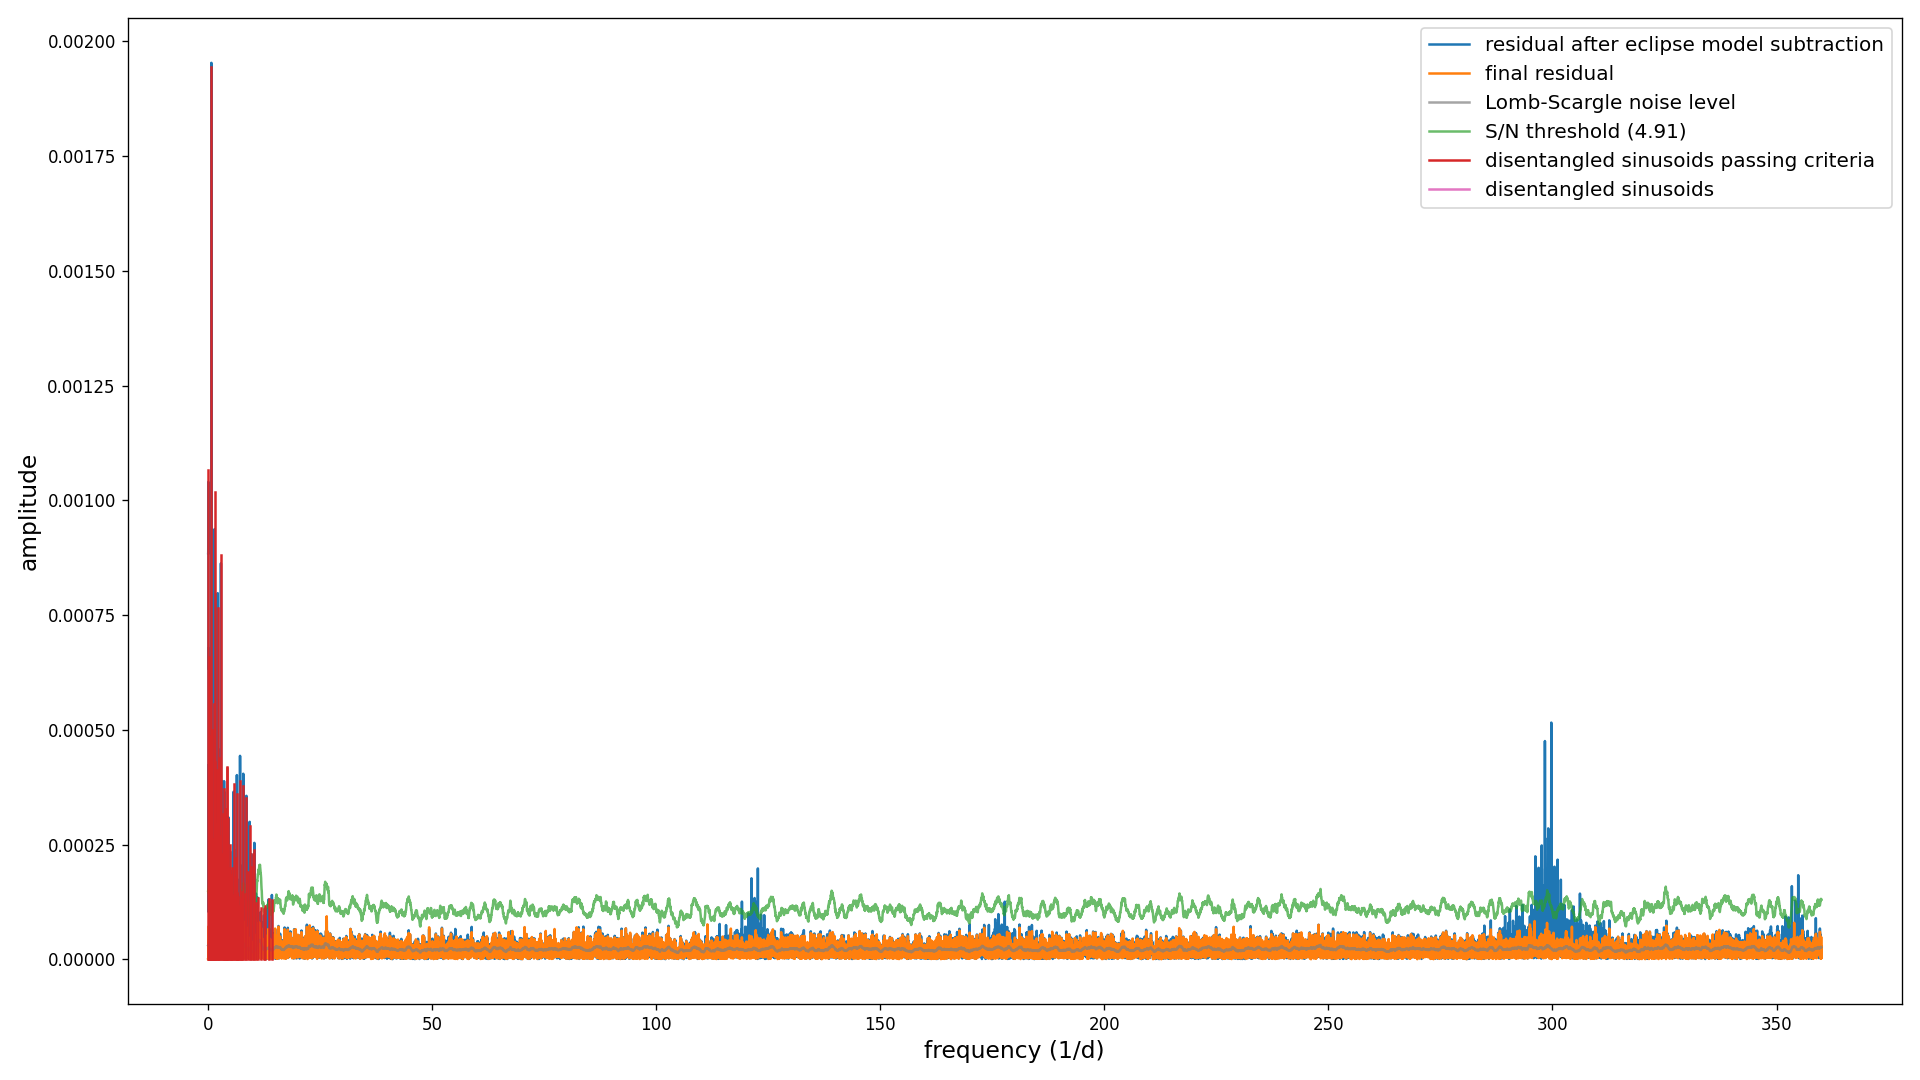 residual after eclipse model subtraction
final residual
Lomb-Scargle noise level
S/N threshold (4.91)
disentangled sinusoids passing criteria
disentangled sinusoids
amplitude
0.00200
0.00175
0.00150
0.00125
0.00100
0.00075
0.00050
0.00025
0.00000
0 50 100 150 200 250 300 350
frequency (1/d)